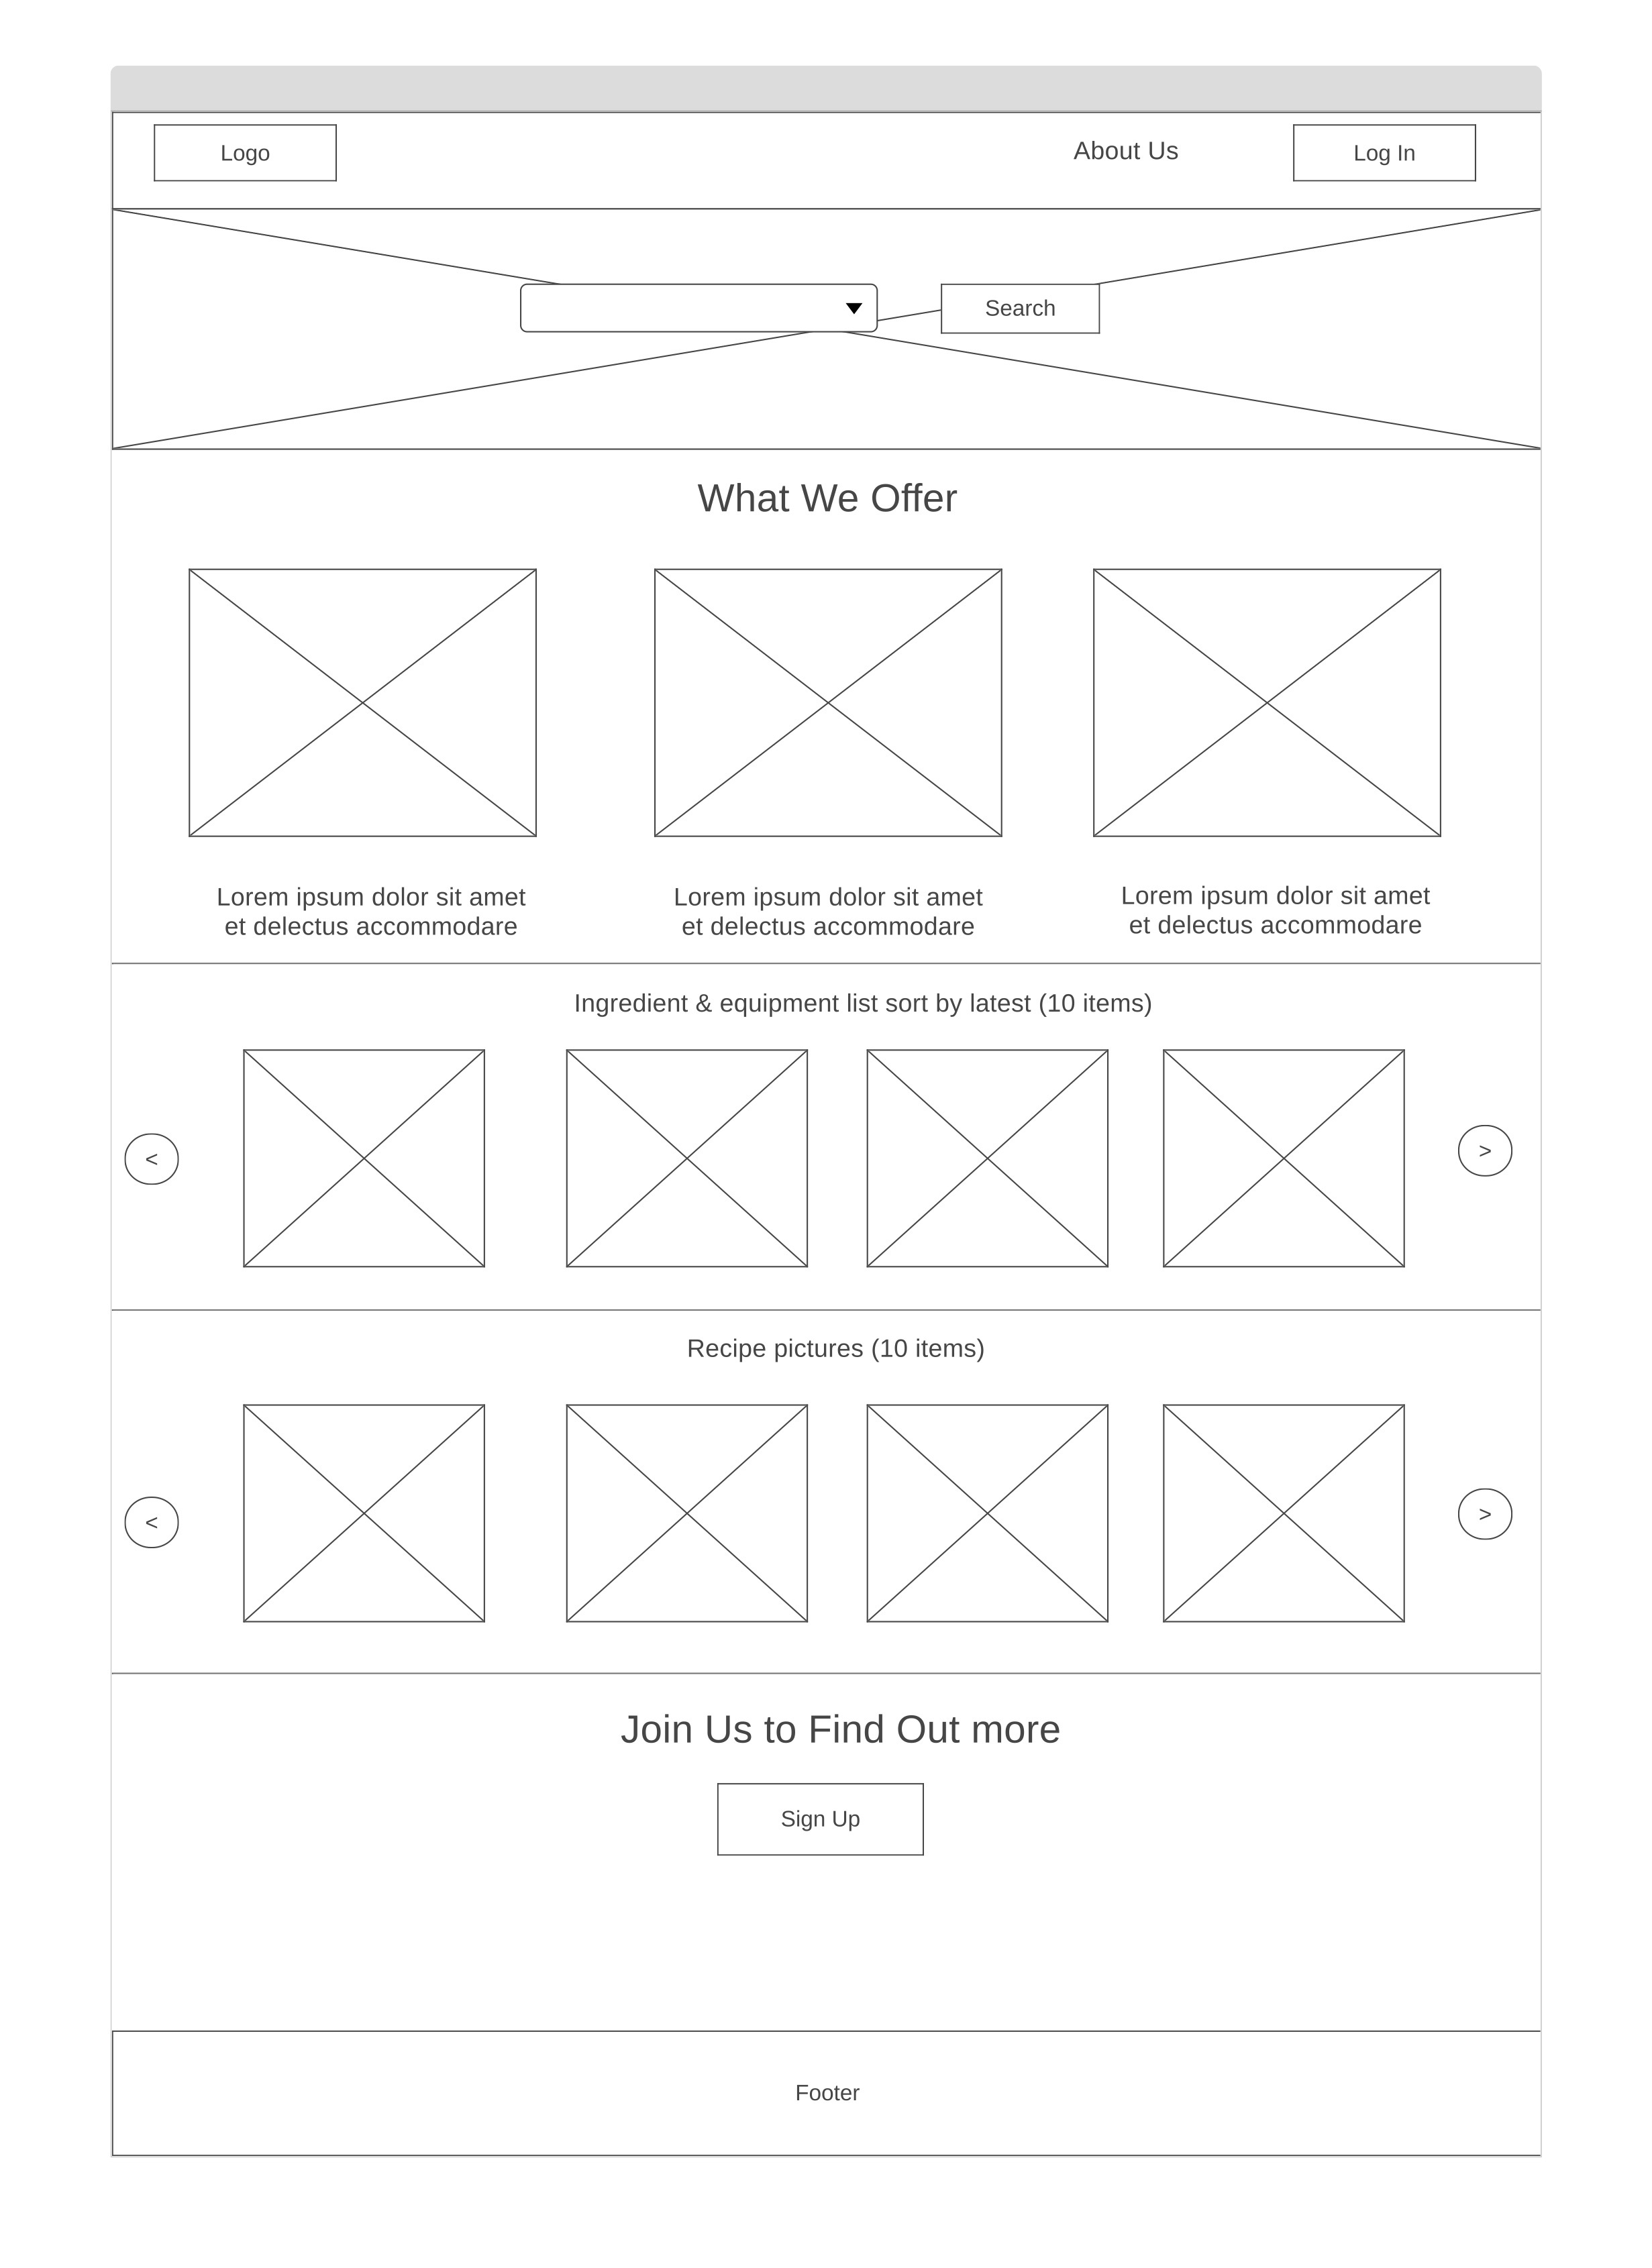 Logo
About Us
Log In
Search
What We Offer
Lorem ipsum dolor sit amet
et delectus accommodare
Lorem ipsum dolor sit amet
et delectus accommodare
Lorem ipsum dolor sit amet
et delectus accommodare
Ingredient & equipment list sort by latest (10 items)
<
>
Recipe pictures (10 items)
<
>
Join Us to Find Out more
Sign Up
Footer